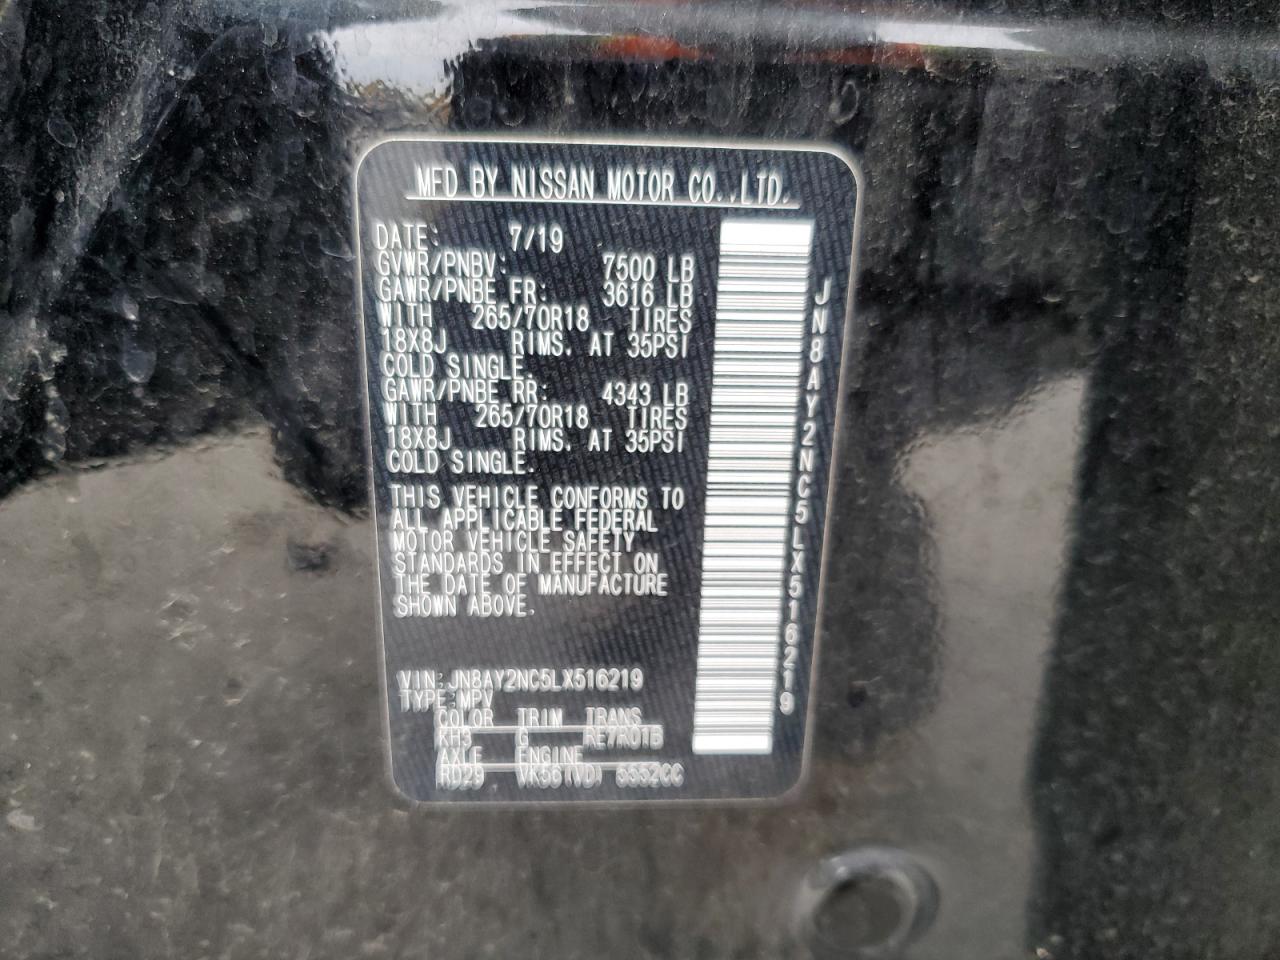 MFD BY NISSAN MOTOR CO.,LTD.
DATE: 7/19
GVWR/PNBV: 7500 LB
GAWR/PNBE FR: 3616 LB
WITH 265/70R18 TIRES
18X8J RIMS. AT 35PSI
COLD SINGLE.
GAWR/PNBE RR: 4343 LB
WITH 265/70R18 TIRES
18X8J RIMS. AT 35PSI
COLD SINGLE.
THIS VEHICLE CONFORMS TO
ALL APPLICABLE FEDERAL
MOTOR VEHICLE SAFETY
STANDARDS IN EFFECT ON
THE DATE OF MANUFACTURE
SHOWN ABOVE.
VIN:JN8AY2NC5LX516219
TYPE:MPV
COLOR TRIM TRANS
KH3 G RE7R01B
AXLE ENGINE
RD29 VK56(VD) 5552CC
JN8AY2NC5LX516219